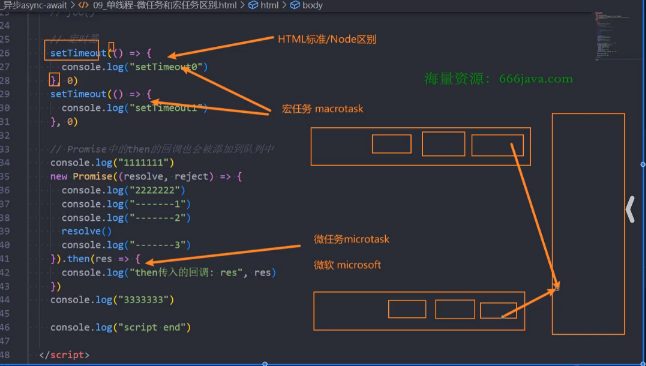 异步async-await > 09_单线程-微任务和宏任务区别.html > html > body
25 // 定时器
26 setTimeout(() => {
27 console.log("setTimeout0")
28 }, 0)
29 setTimeout(() => {
30 console.log("setTimeout1")
31 }, 0)
32
33 // Promise中的then的回调也会被添加到队列中
34 console.log("1111111")
35 new Promise((resolve, reject) => {
36 console.log("2222222")
37 console.log("-------1")
38 console.log("-------2")
39 resolve()
40 console.log("-------3")
41 }).then(res => {
42 console.log("then传入的回调: res", res)
43 })
44 console.log("3333333")
45
46 console.log("script end")
47
48 </script>
HTML标准/Node区别
海量资源：666java.com
宏任务 macrotask
微任务microtask
微软 microsoft